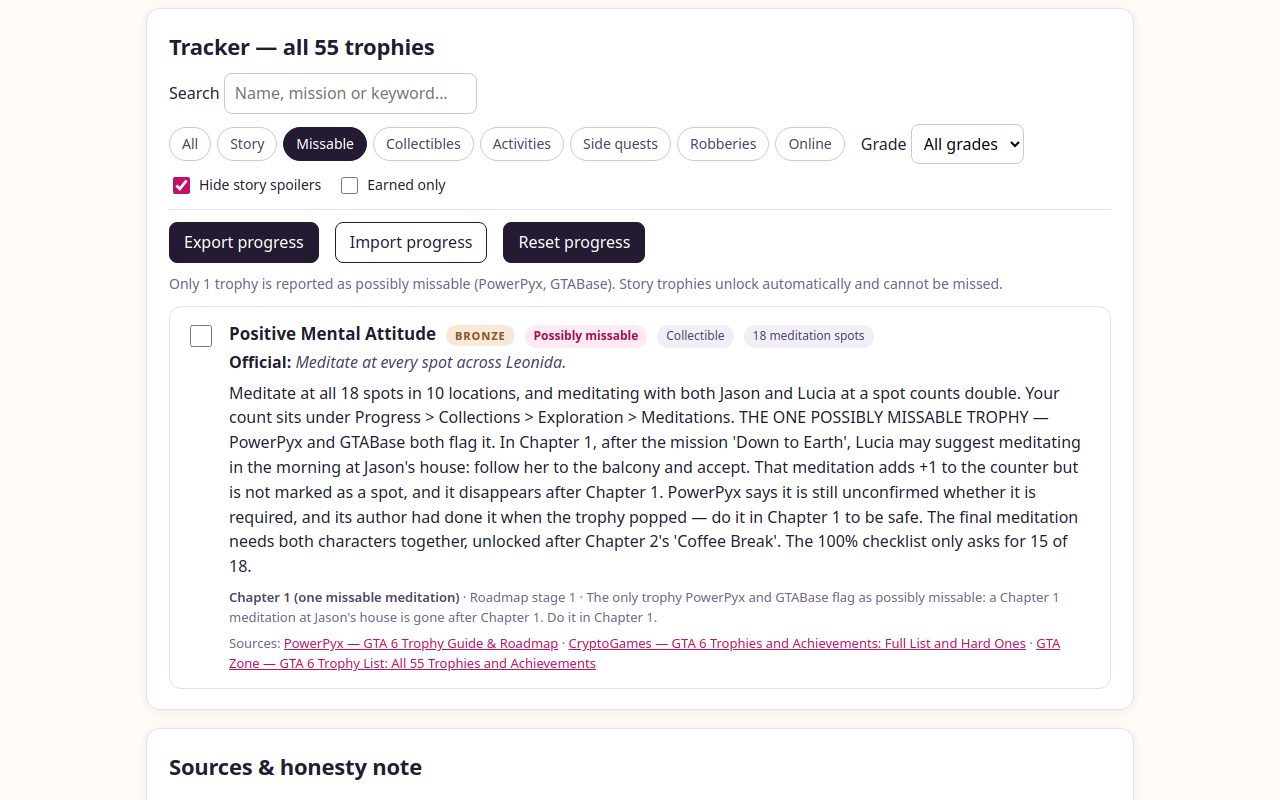 Tracker — all 55 trophies
Search Name, mission or keyword...
All Story Missable Collectibles Activities Side quests Robberies Online Grade All grades
Hide story spoilers Earned only
Export progress Import progress Reset progress
Only 1 trophy is reported as possibly missable (PowerPyx, GTABase). Story trophies unlock automatically and cannot be missed.
Positive Mental Attitude BRONZE Possibly missable Collectible 18 meditation spots
Official: Meditate at every spot across Leonida.
Meditate at all 18 spots in 10 locations, and meditating with both Jason and Lucia at a spot counts double. Your
count sits under Progress > Collections > Exploration > Meditations. THE ONE POSSIBLY MISSABLE TROPHY —
PowerPyx and GTABase both flag it. In Chapter 1, after the mission 'Down to Earth', Lucia may suggest meditating
in the morning at Jason's house: follow her to the balcony and accept. That meditation adds +1 to the counter but
is not marked as a spot, and it disappears after Chapter 1. PowerPyx says it is still unconfirmed whether it is
required, and its author had done it when the trophy popped — do it in Chapter 1 to be safe. The final meditation
needs both characters together, unlocked after Chapter 2's 'Coffee Break'. The 100% checklist only asks for 15 of
18.
Chapter 1 (one missable meditation) · Roadmap stage 1 · The only trophy PowerPyx and GTABase flag as possibly missable: a Chapter 1
meditation at Jason's house is gone after Chapter 1. Do it in Chapter 1.
Sources: PowerPyx — GTA 6 Trophy Guide & Roadmap · CryptoGames — GTA 6 Trophies and Achievements: Full List and Hard Ones · GTA
Zone — GTA 6 Trophy List: All 55 Trophies and Achievements
Sources & honesty note